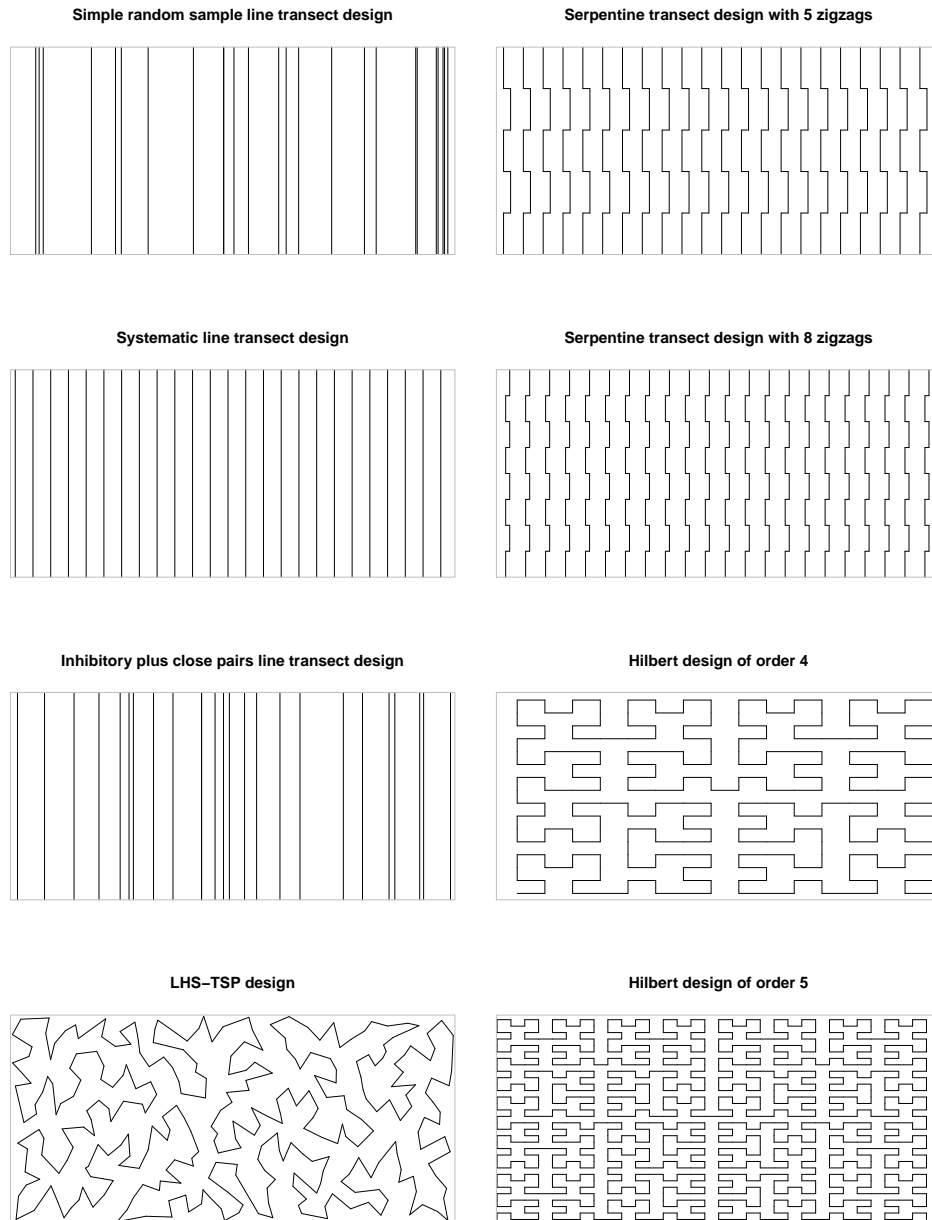 Simple random sample line transect design
Serpentine transect design with 5 zigzags
Systematic line transect design
Serpentine transect design with 8 zigzags
Inhibitory plus close pairs line transect design
Hilbert design of order 4
LHS−TSP design
Hilbert design of order 5